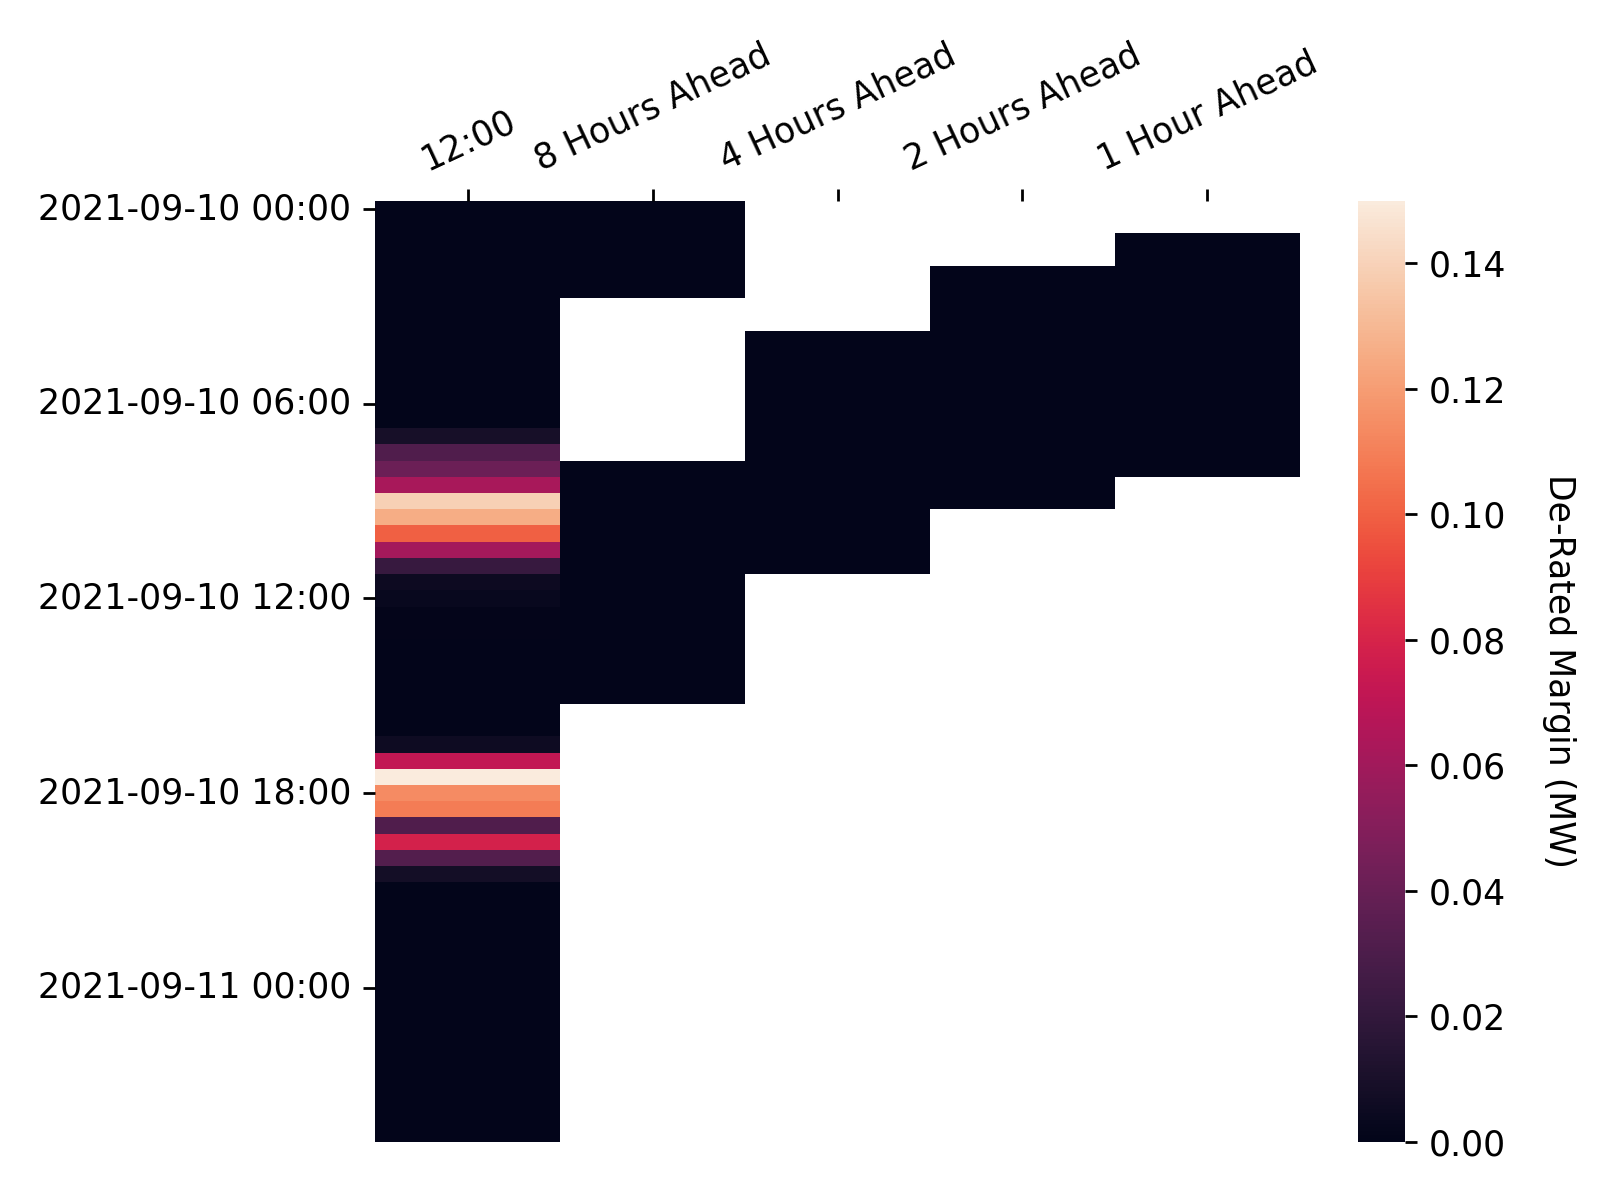 12:00
8 Hours Ahead
4 Hours Ahead
2 Hours Ahead
1 Hour Ahead
2021-09-10 00:00
2021-09-10 06:00
2021-09-10 12:00
2021-09-10 18:00
2021-09-11 00:00
0.14
0.12
0.10
0.08
0.06
0.04
0.02
0.00
De-Rated Margin (MW)